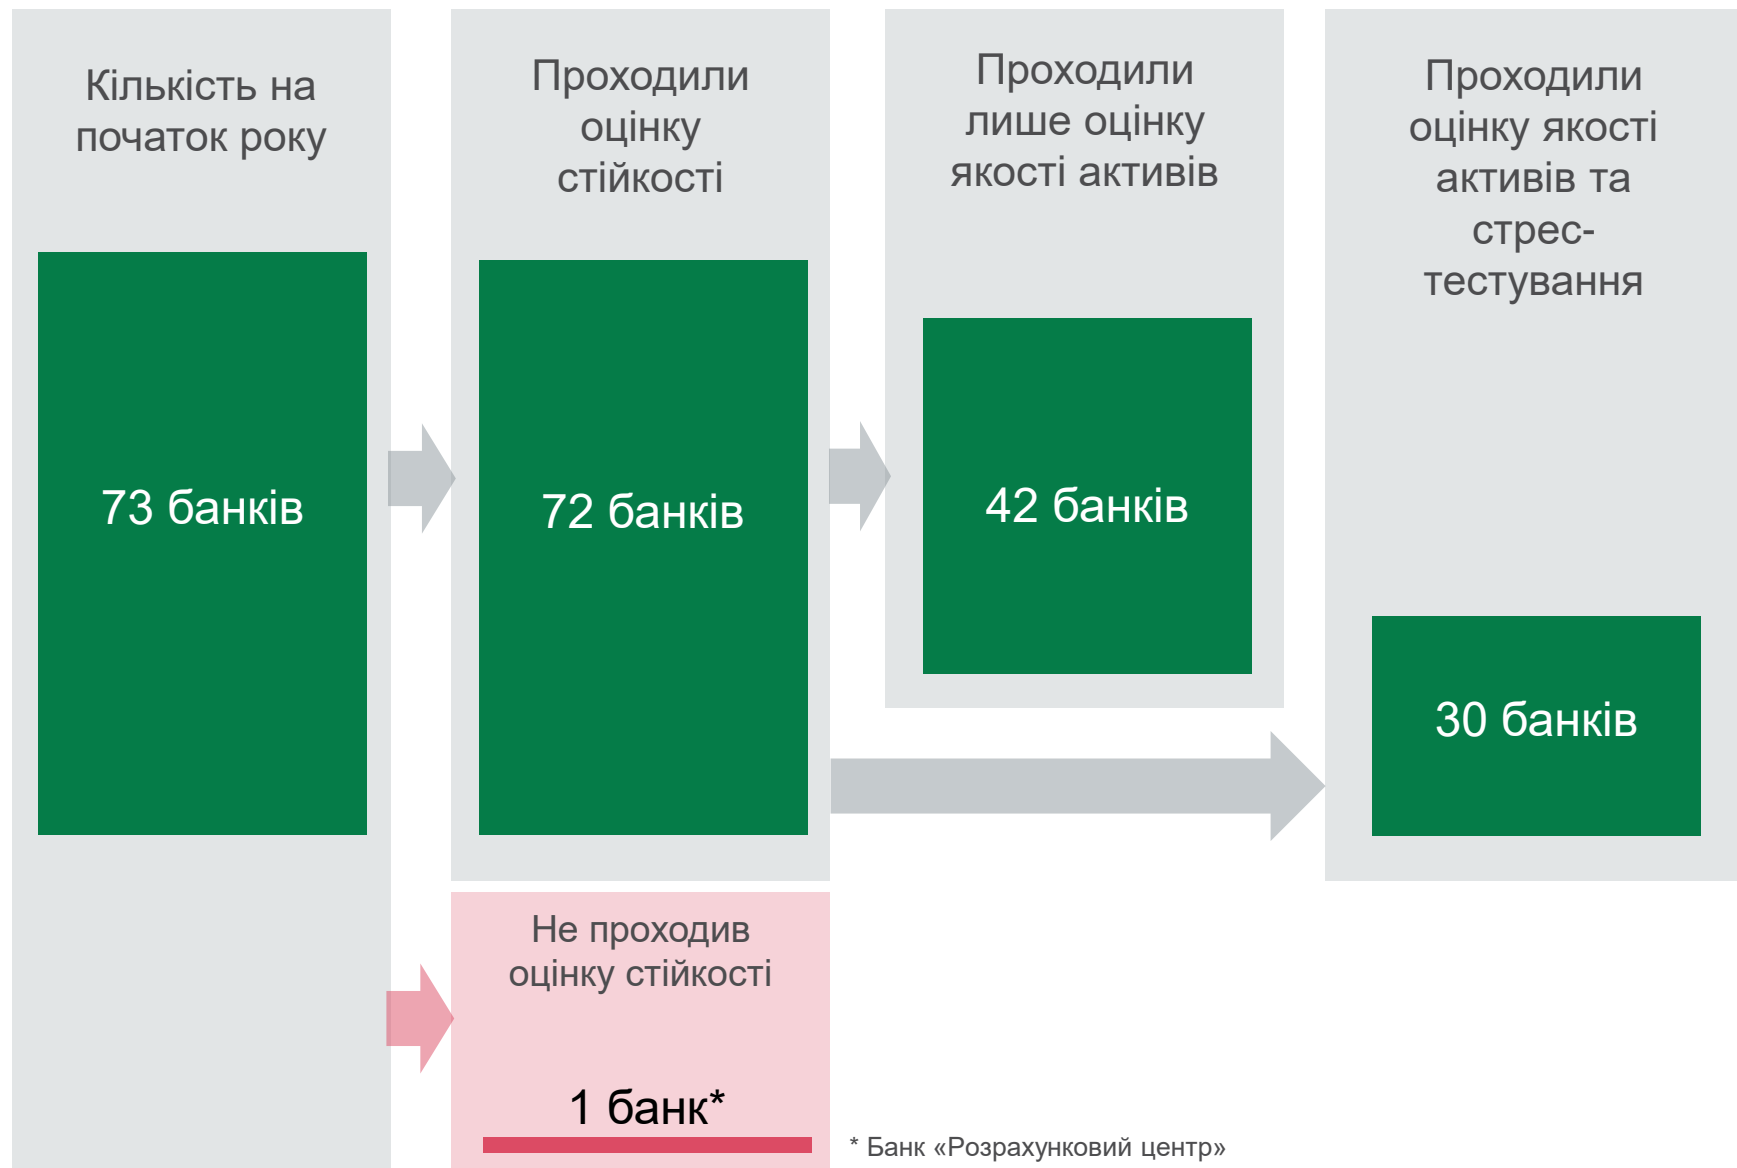 Кількість на
початок року
73 банків
Проходили
оцінку
стійкості
72 банків
Проходили
лише оцінку
якості активів
42 банків
Проходили
оцінку якості
активів та
стрес-
тестування
30 банків
Не проходив
оцінку стійкості
1 банк*
* Банк «Розрахунковий центр»